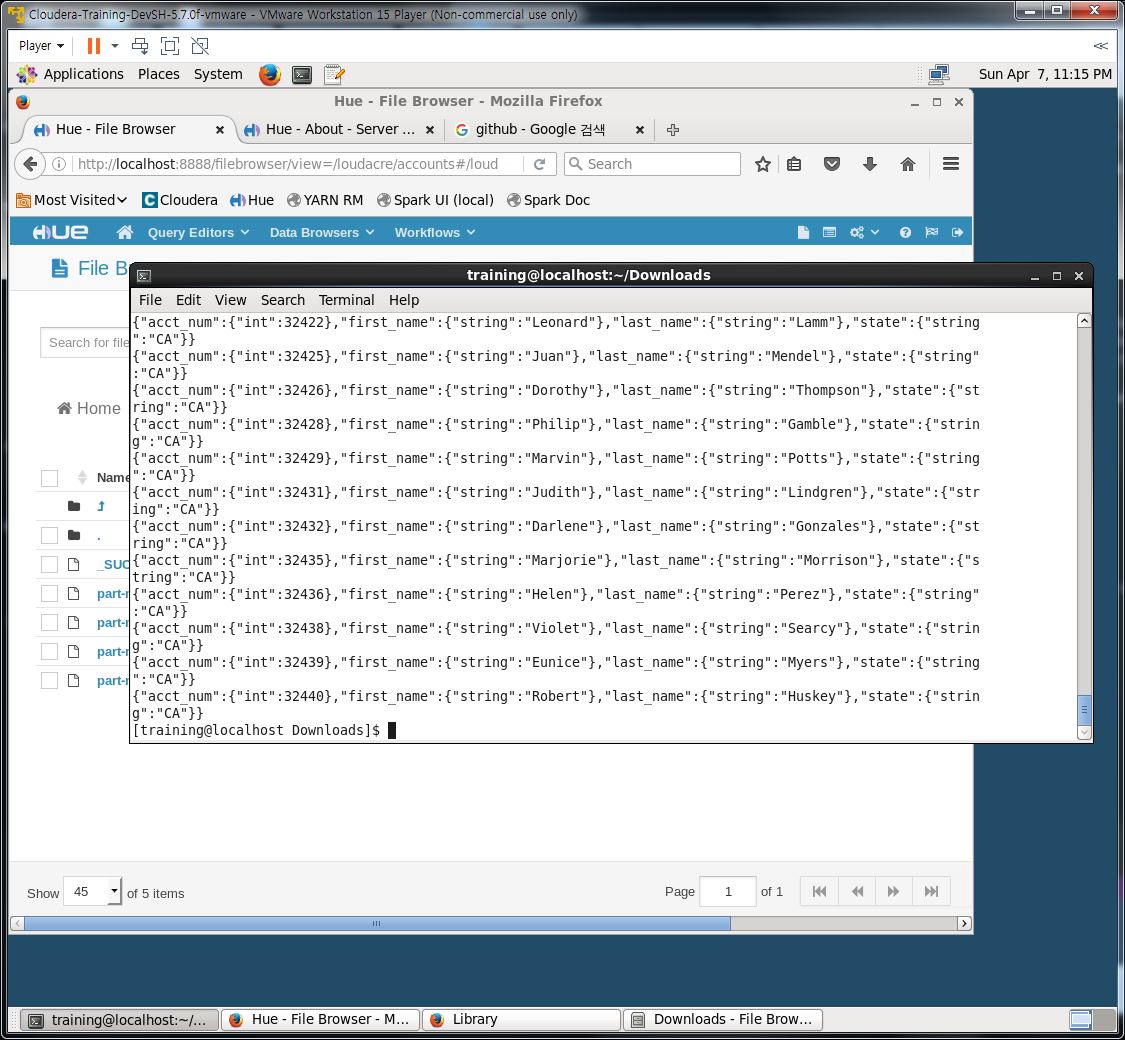 Cloudera-Training-DevSH-5.7.0f-vmware - VMware Workstation 15 Player (Non-commercial use only)
Player
Applications Places System Sun Apr 7, 11:15 PM
Hue - File Browser - Mozilla Firefox
Hue - File Browser Hue - About - Server ... github - Google 검색
http://localhost:8888/filebrowser/view=/loudacre/accounts#/loud Search
Most Visited Cloudera Hue YARN RM Spark UI (local) Spark Doc
HUE Query Editors Data Browsers Workflows
File B
training@localhost:~/Downloads
File Edit View Search Terminal Help
{"acct_num":{"int":32422},"first_name":{"string":"Leonard"},"last_name":{"string":"Lamm"},"state":{"string
":"CA"}}
{"acct_num":{"int":32425},"first_name":{"string":"Juan"},"last_name":{"string":"Mendel"},"state":{"string"
:"CA"}}
{"acct_num":{"int":32426},"first_name":{"string":"Dorothy"},"last_name":{"string":"Thompson"},"state":{"st
ring":"CA"}}
{"acct_num":{"int":32428},"first_name":{"string":"Philip"},"last_name":{"string":"Gamble"},"state":{"strin
g":"CA"}}
{"acct_num":{"int":32429},"first_name":{"string":"Marvin"},"last_name":{"string":"Potts"},"state":{"string
":"CA"}}
{"acct_num":{"int":32431},"first_name":{"string":"Judith"},"last_name":{"string":"Lindgren"},"state":{"str
ing":"CA"}}
{"acct_num":{"int":32432},"first_name":{"string":"Darlene"},"last_name":{"string":"Gonzales"},"state":{"st
ring":"CA"}}
{"acct_num":{"int":32435},"first_name":{"string":"Marjorie"},"last_name":{"string":"Morrison"},"state":{"s
tring":"CA"}}
{"acct_num":{"int":32436},"first_name":{"string":"Helen"},"last_name":{"string":"Perez"},"state":{"string"
:"CA"}}
{"acct_num":{"int":32438},"first_name":{"string":"Violet"},"last_name":{"string":"Searcy"},"state":{"strin
g":"CA"}}
{"acct_num":{"int":32439},"first_name":{"string":"Eunice"},"last_name":{"string":"Myers"},"state":{"string
":"CA"}}
{"acct_num":{"int":32440},"first_name":{"string":"Robert"},"last_name":{"string":"Huskey"},"state":{"strin
g":"CA"}}
[training@localhost Downloads]$
Search for file
Home
Name
.
_SUC
part-
part-
part-
part-
Show 45 of 5 items Page 1 of 1
training@localhost:~/... Hue - File Browser - M... Library Downloads - File Brow...